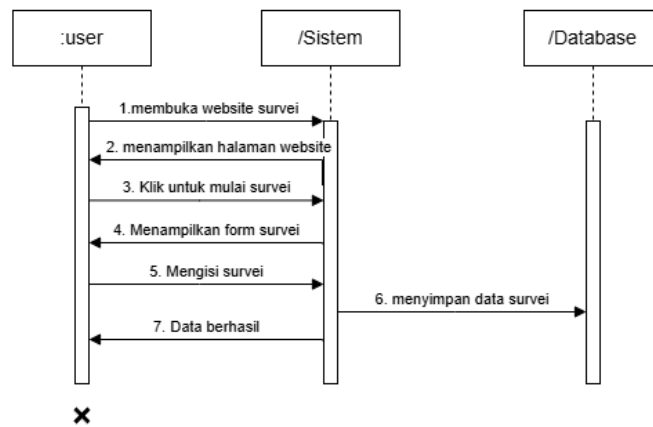 :user
/Sistem
/Database
1.membuka website survei
2. menampilkan halaman website
3. Klik untuk mulai survei
4. Menampilkan form survei
5. Mengisi survei
6. menyimpan data survei
7. Data berhasil